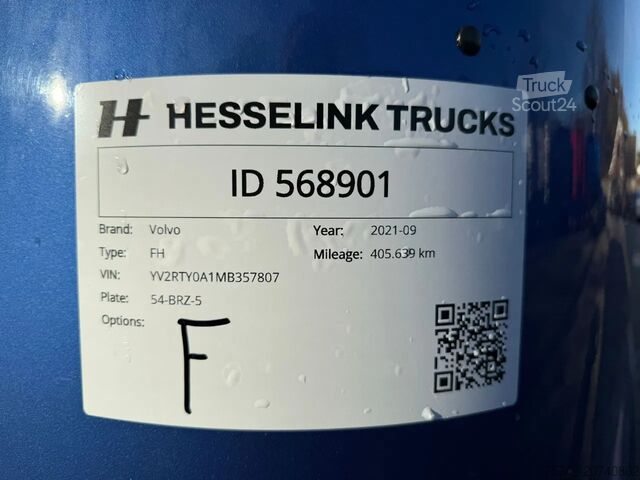 Truck
Scout24
HESSELINK TRUCKS
ID 568901
Brand: Volvo Year: 2021-09
Type: FH Mileage: 405.639 km
VIN: YV2RTY0A1MB357807
Plate: 54-BRZ-5
Options: F